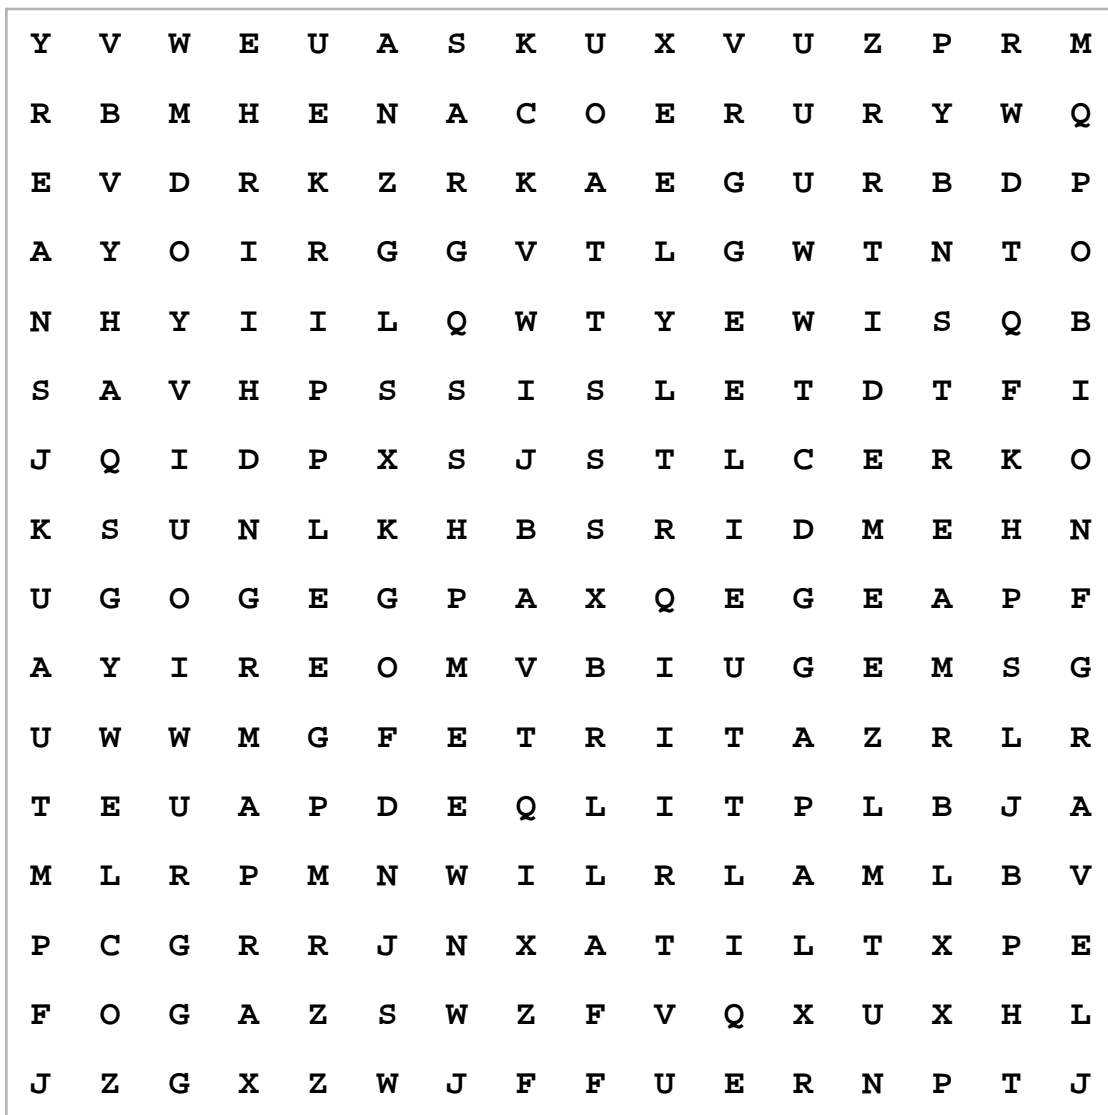 Y V W E U A S K U X V U Z P R M
R B M H E N A C O E R U R Y W Q
E V D R K Z R K A E G U R B D P
A Y O I R G G V T L G W T N T O
N H Y I I L Q W T Y E W I S Q B
S A V H P S S I S L E T D T F I
J Q I D P X S J S T L C E R K O
K S U N L K H B S R I D M E H N
U G O G E G P A X Q E G E A P F
A Y I R E O M V B I U G E M S G
U W W M G F E T R I T A Z R L R
T E U A P D E Q L I T P L B J A
M L R P M N W I L R L A M L B V
P C G R R J N X A T I L T X P E
F O G A Z S W Z F V Q X U X H L
J Z G X Z W J F F U E R N P T J